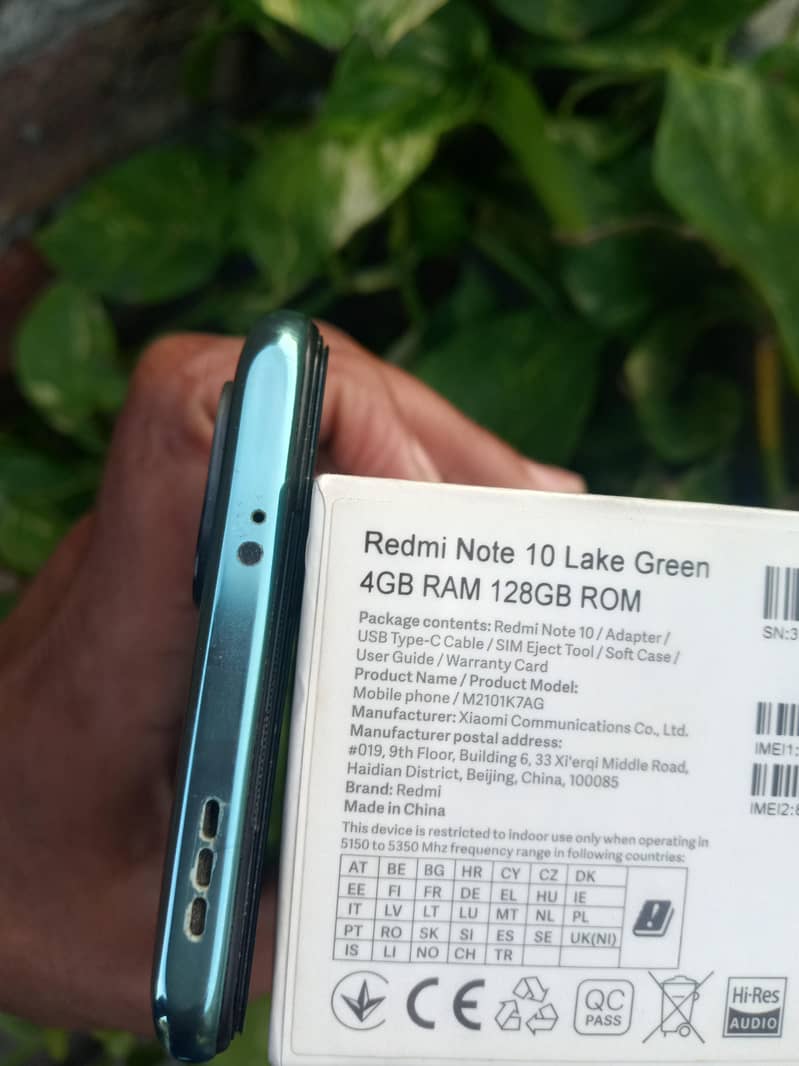 Redmi Note 10 Lake Green
4GB RAM 128GB ROM
Package contents: Redmi Note 10 / Adapter /
USB Type-C Cable / SIM Eject Tool / Soft Case /
User Guide / Warranty Card
Product Name / Product Model:
Mobile phone / M2101K7AG
Manufacturer: Xiaomi Communications Co., Ltd.
Manufacturer postal address:
#019, 9th Floor, Building 6, 33 Xi'erqi Middle Road,
Haidian District, Beijing, China, 100085
Brand: Redmi
Made in China
This device is restricted to indoor use only when operating in
5150 to 5350 Mhz frequency range in following countries:
AT BE BG HR CY CZ DK
EE FI FR DE EL HU IE
IT LV LT LU MT NL PL
PT RO SK SI ES SE UK(NI)
IS LI NO CH TR
CE
QC
PASS
Hi-Res
AUDIO
SN:3
IMEI1:
IMEI2:8